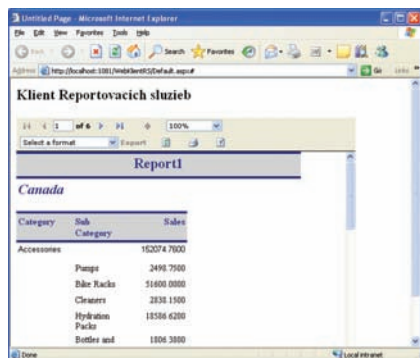 Untitled Page - Microsoft Internet Explorer
File Edit View Favorites Tools Help
Back Search Favorites
Address http://localhost:1081/WebKlientRS/Default.aspx# Go Links
Klient Reportovacich sluzieb
1 of 6 100%
Select a format Export
Report1
Canada
Category Sub Category Sales
Accessories 152074.7600
Pumps 2498.7500
Bike Racks 51600.0000
Cleaners 2838.1500
Hydration Packs 18586.6200
Bottles and 1806.3800
Done Local intranet